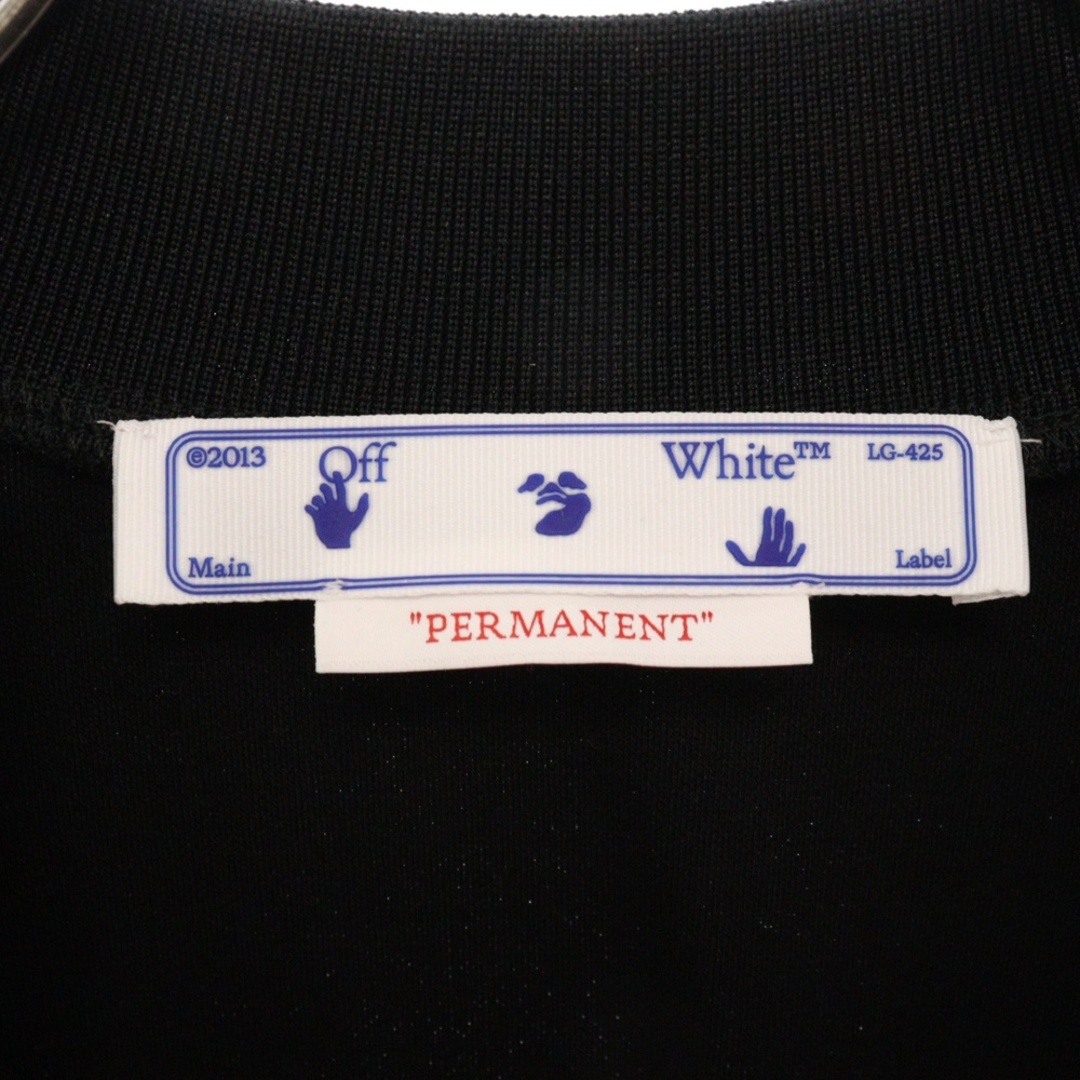 ©2013 Off White™ LG-425
Main Label
"PERMANENT"